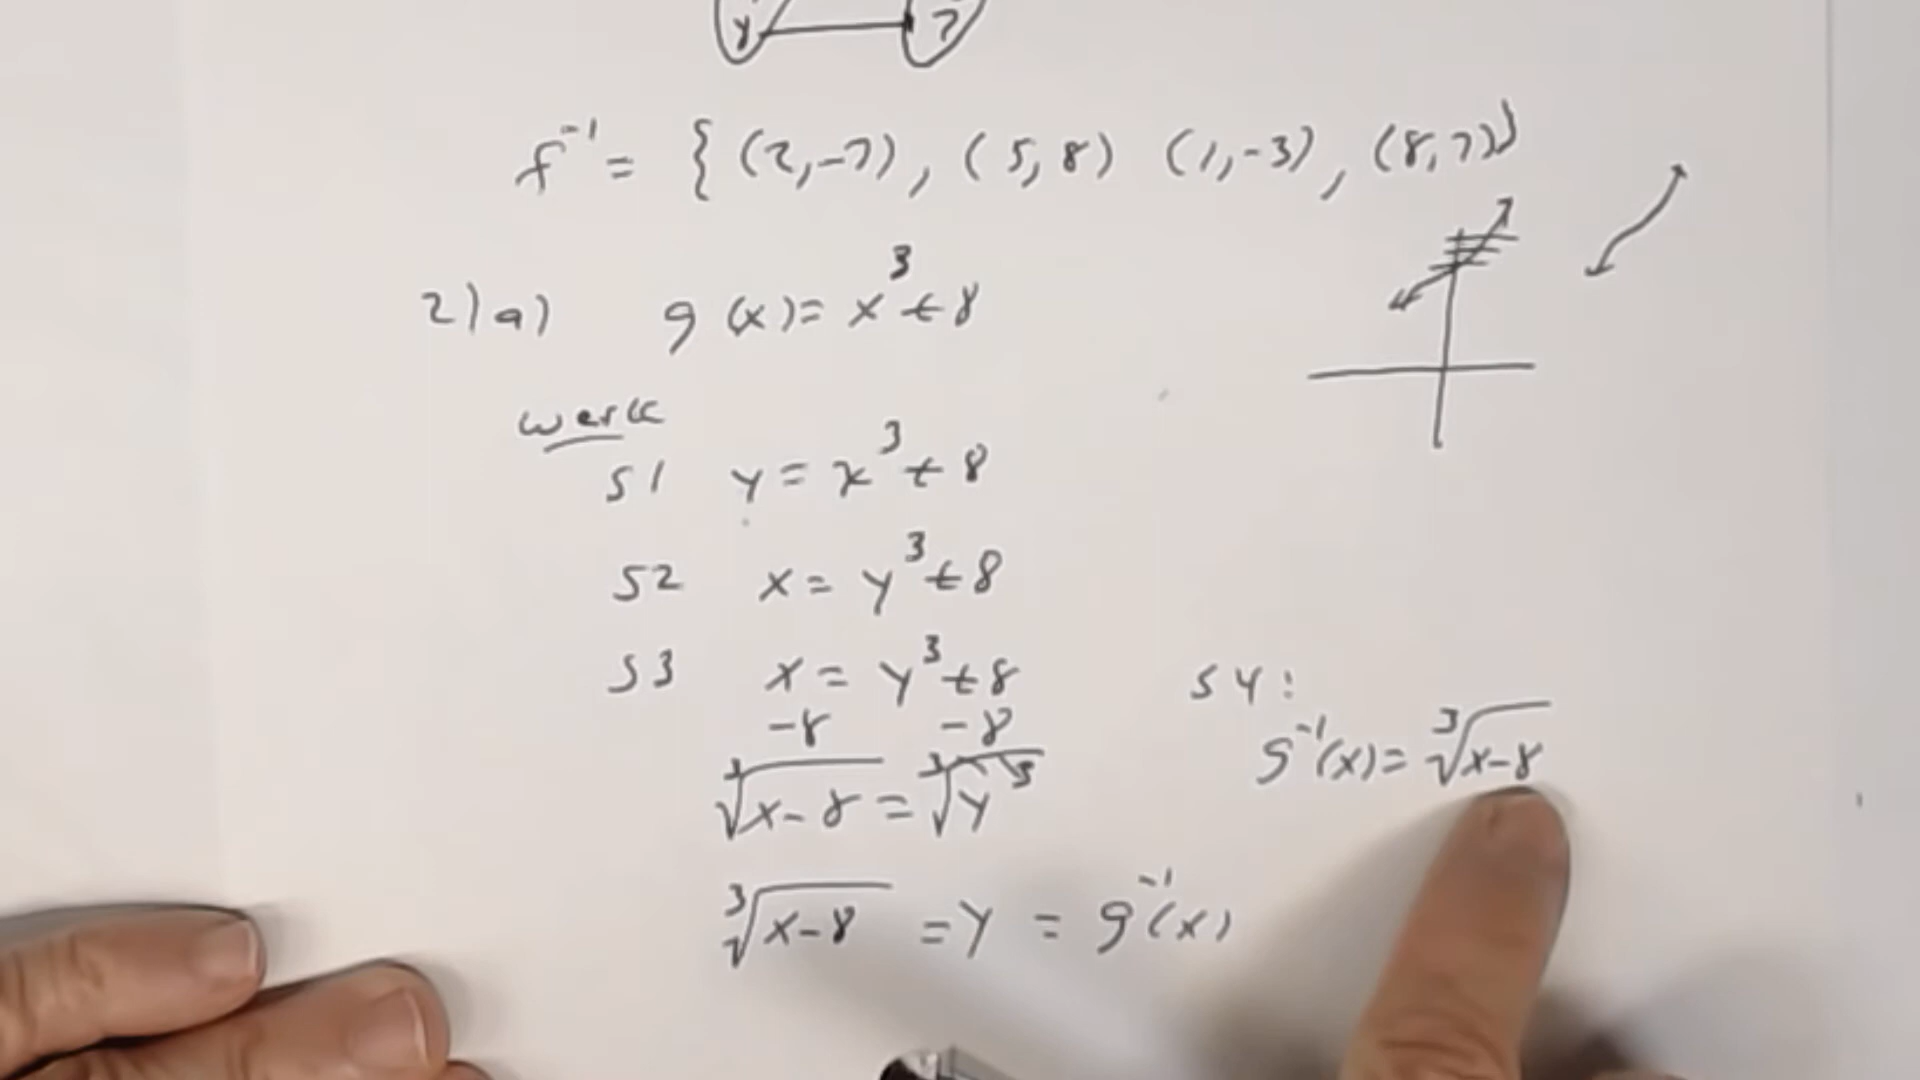 y 7
f⁻¹ = { (2,-7), (5,8) (1,-3), (8,7)}
2) a) g(x) = x³+8
work
S1 y = x³+8
S2 x = y³+8
S3 x = y³+8
-8 -8
∛x-8 = ∛y³
∛x-8 = y = g⁻¹(x)
S4:
g⁻¹(x) = ∛x-8